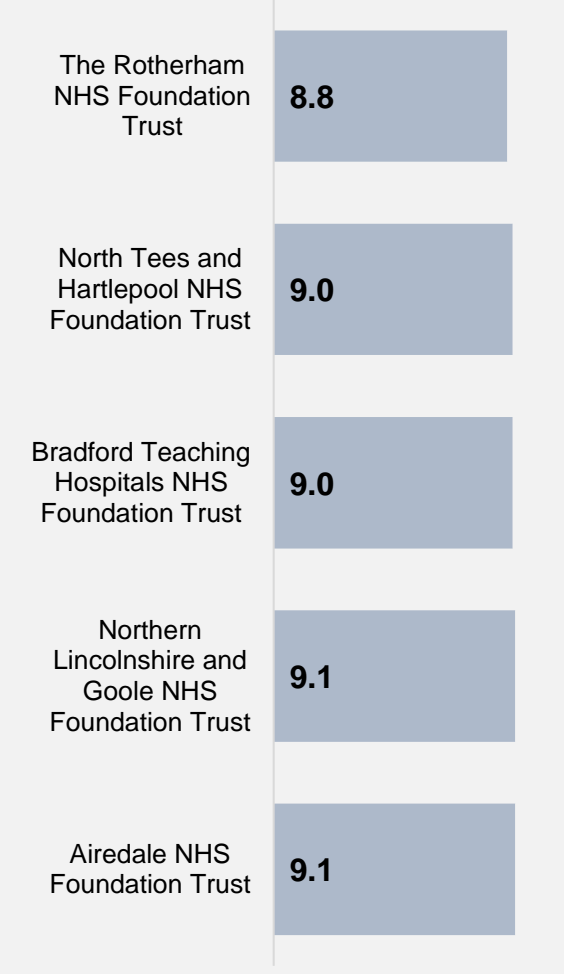 The Rotherham
NHS Foundation
Trust
8.8
North Tees and
Hartlepool NHS
Foundation Trust
9.0
Bradford Teaching
Hospitals NHS
Foundation Trust
9.0
Northern
Lincolnshire and
Goole NHS
Foundation Trust
9.1
Airedale NHS
Foundation Trust
9.1